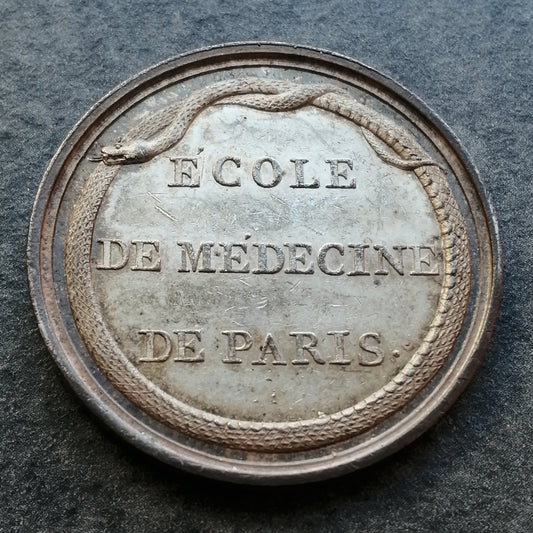 ÉCOLE
DE MÉDECINE
DE PARIS.